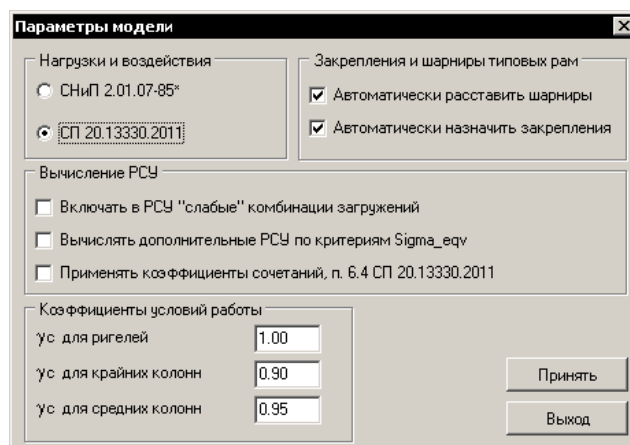 Параметры модели
Нагрузки и воздействия
СНиП 2.01.07-85*
СП 20.13330.2011
Закрепления и шарниры типовых рам
Автоматически расставить шарниры
Автоматически назначить закрепления
Вычисление РСУ
Включать в РСУ "слабые" комбинации загружений
Вычислять дополнительные РСУ по критериям Sigma_eqv
Применять коэффициенты сочетаний, п. 6.4 СП 20.13330.2011
Коэффициенты условий работы
γс для ригелей 1.00
γс для крайних колонн 0.90
γс для средних колонн 0.95
Принять
Выход